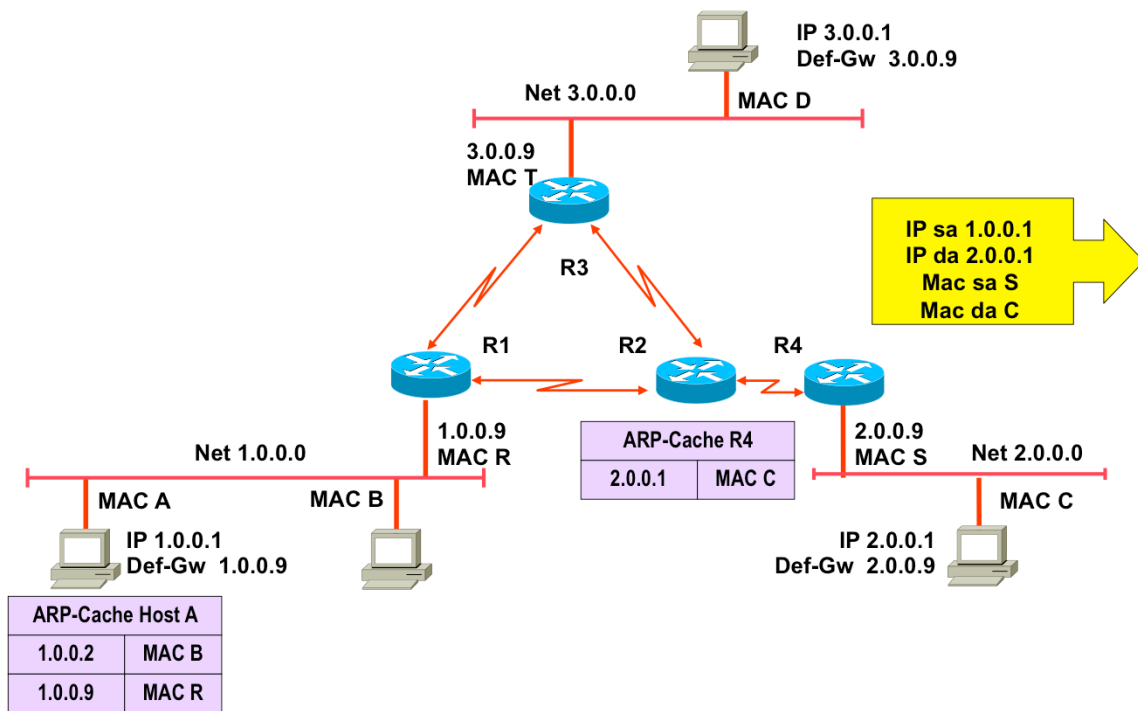 IP 3.0.0.1
Def-Gw 3.0.0.9
Net 3.0.0.0
MAC D
3.0.0.9
MAC T
R3
IP sa 1.0.0.1
IP da 2.0.0.1
Mac sa S
Mac da C
R1
R2
R4
1.0.0.9
MAC R
ARP-Cache R4
2.0.0.1 MAC C
2.0.0.9
MAC S
Net 1.0.0.0
Net 2.0.0.0
MAC A
MAC B
MAC C
IP 1.0.0.1
Def-Gw 1.0.0.9
IP 2.0.0.1
Def-Gw 2.0.0.9
ARP-Cache Host A
1.0.0.2 MAC B
1.0.0.9 MAC R